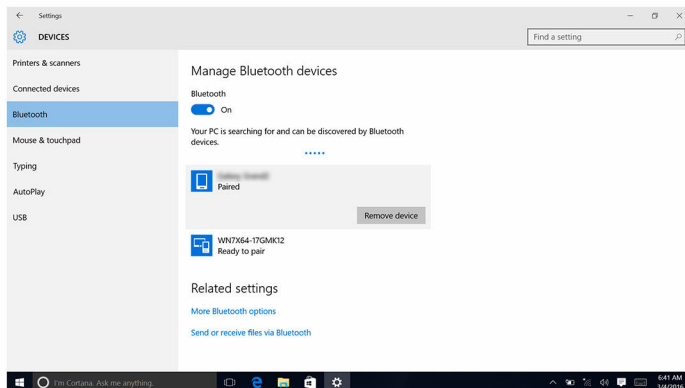 Settings
DEVICES
Find a setting
Printers & scanners
Connected devices
Bluetooth
Mouse & touchpad
Typing
AutoPlay
USB
Manage Bluetooth devices
Bluetooth
On
Your PC is searching for and can be discovered by Bluetooth
devices.
Paired
Remove device
WN7X64-17GMK12
Ready to pair
Related settings
More Bluetooth options
Send or receive files via Bluetooth
I'm Cortana. Ask me anything.
6:41 AM
3/4/2016